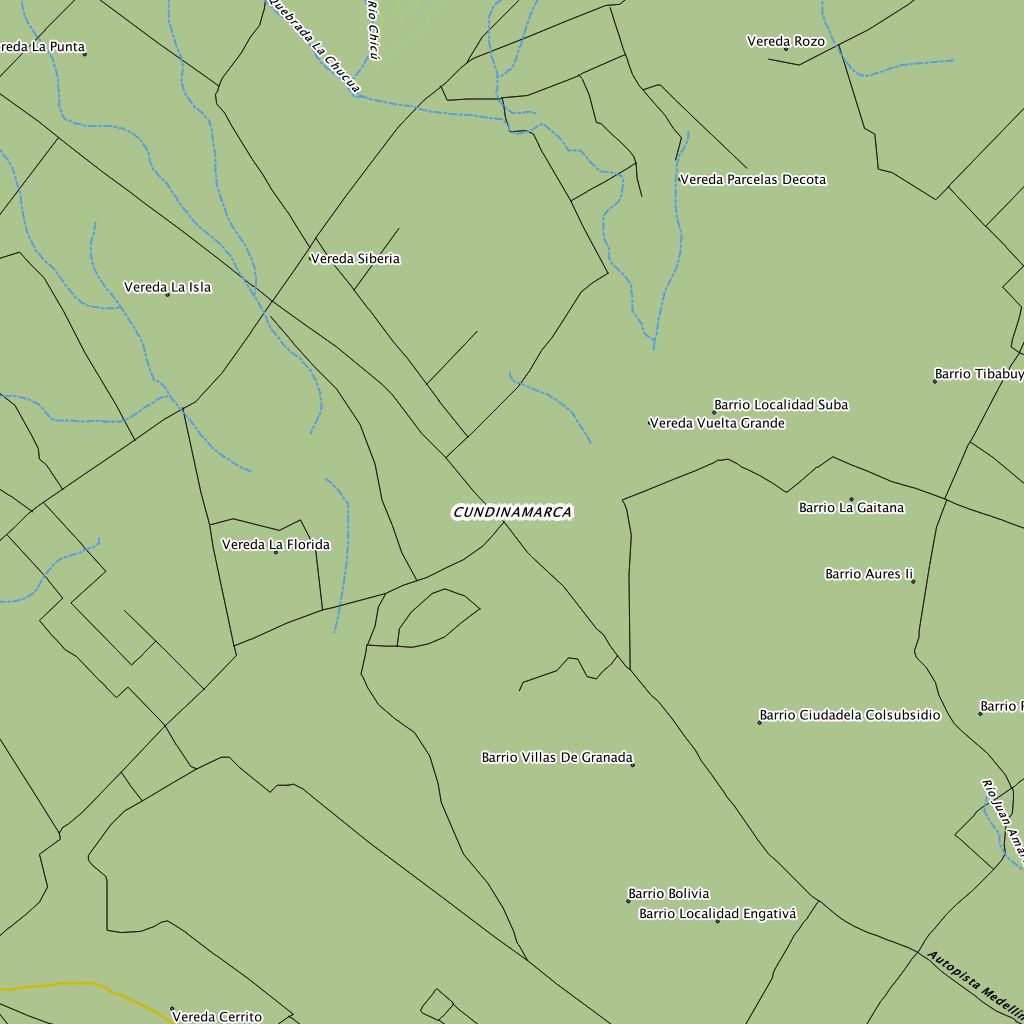 Quebrada La Chucua
Río Chicú
Vereda Rozo
reda La Punta
Vereda Parcelas Decota
Vereda Siberia
Vereda La Isla
Barrio Tibabuy
Barrio Localidad Suba
Vereda Vuelta Grande
Barrio La Gaitana
CUNDINAMARCA
Vereda La Florida
Barrio Aures Ii
Barrio Ciudadela Colsubsidio
Barrio Villas De Granada
Río Juan Amar
Barrio Bolivia
Barrio Localidad Engativá
Autopista Medellín
Vereda Cerrito